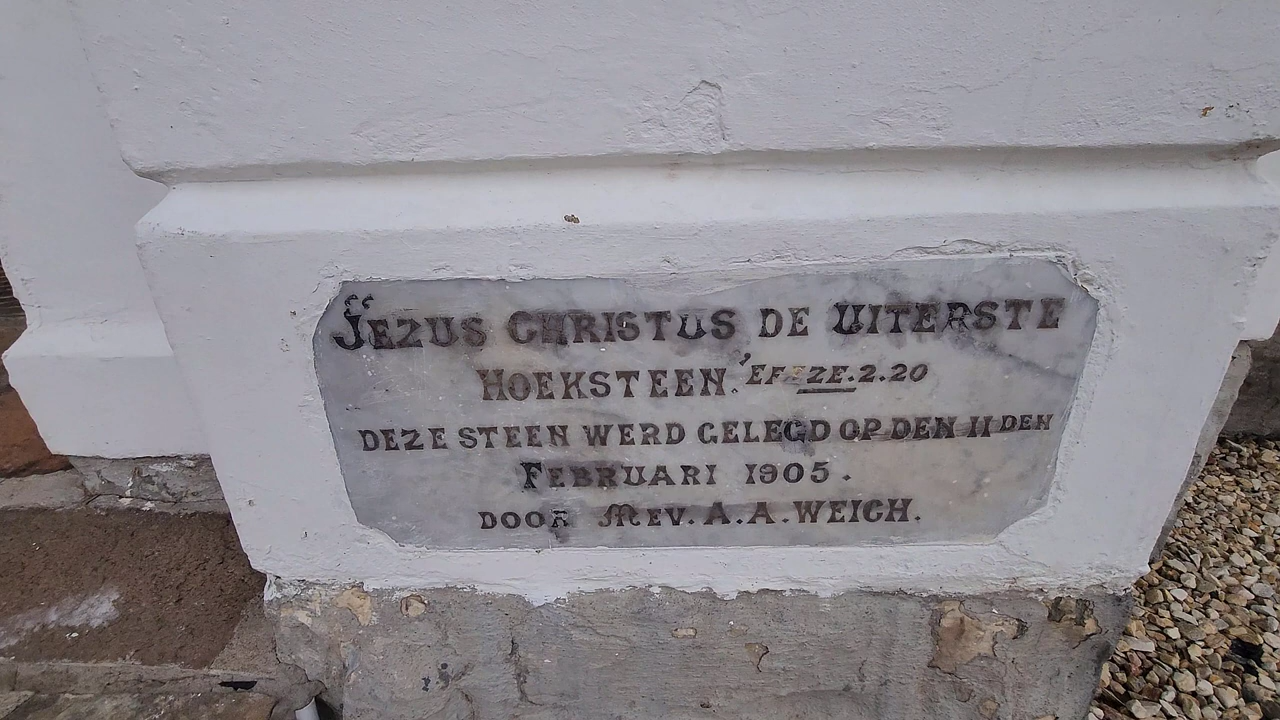 “JEZUS CHRISTUS DE UITERSTE
HOEKSTEEN.’ EFEZE.2.20
DEZE STEEN WERD GELEGD OP DEN 11 DEN
FEBRUARI 1905.
DOOR MEV. A. A. WEICH.